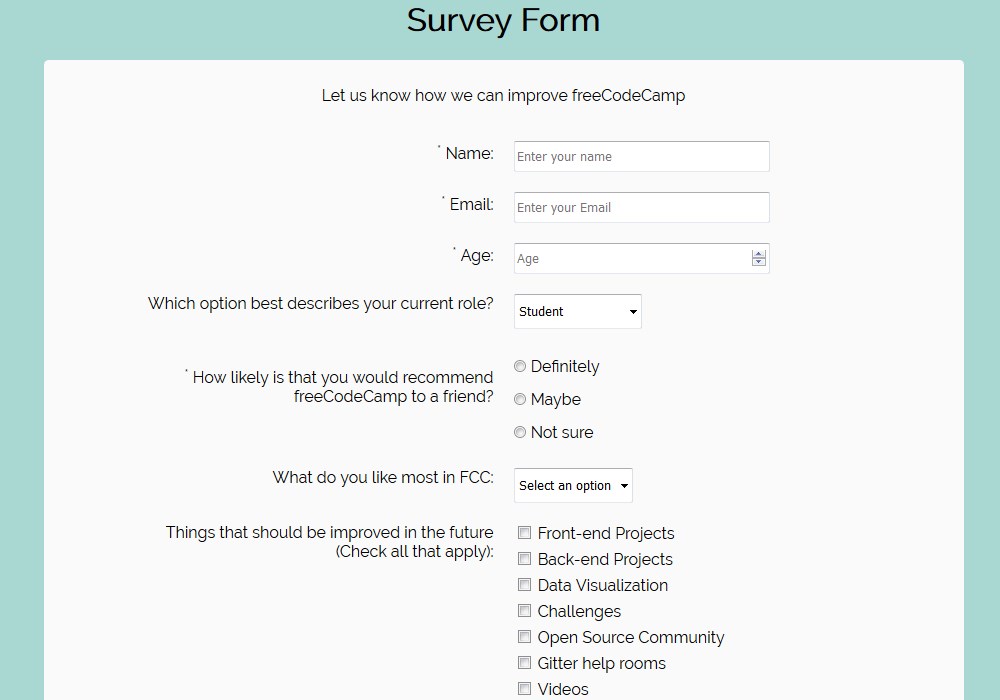 Survey Form
Let us know how we can improve freeCodeCamp
* Name: Enter your name
* Email: Enter your Email
* Age: Age
Which option best describes your current role? Student
* How likely is that you would recommend
freeCodeCamp to a friend?
Definitely
Maybe
Not sure
What do you like most in FCC: Select an option
Things that should be improved in the future
(Check all that apply):
Front-end Projects
Back-end Projects
Data Visualization
Challenges
Open Source Community
Gitter help rooms
Videos